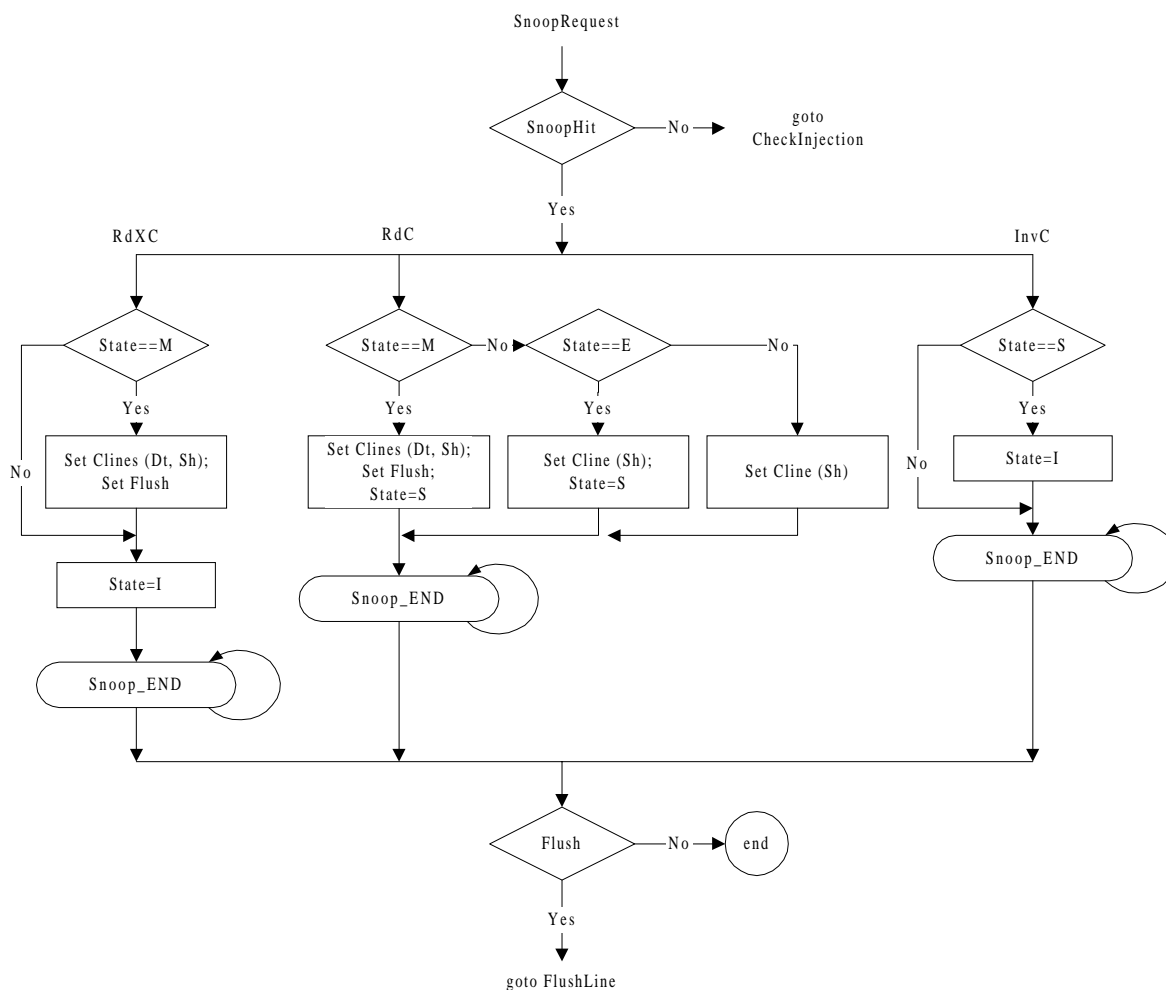 SnoopRequest
SnoopHit
No
goto
CheckInjection
Yes
RdXC
RdC
InvC
State==M
State==M
No
State==E
No
State==S
Yes
Yes
Yes
Yes
No
Set Clines (Dt, Sh);
Set Flush
Set Clines (Dt, Sh);
Set Flush;
State=S
Set Cline (Sh);
State=S
Set Cline (Sh)
No
State=I
State=I
Snoop_END
Snoop_END
Snoop_END
Flush
No
end
Yes
goto FlushLine